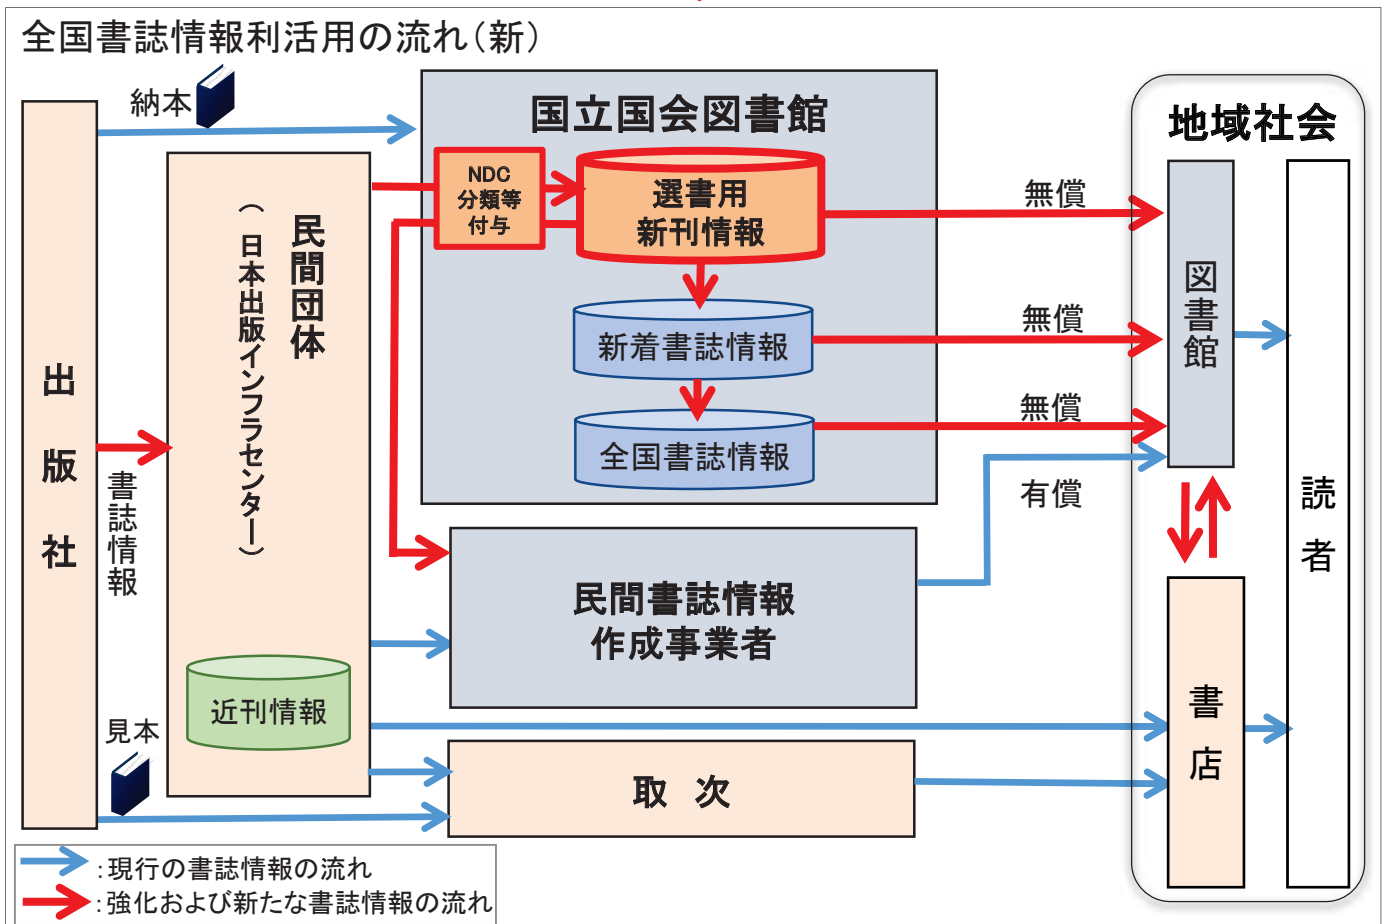 全国書誌情報利活用の流れ(新)
納本
国立国会図書館
地域社会
NDC
分類等
付与
選書用
新刊情報
無償
民間団体
(日本出版インフラセンター)
図書館
新着書誌情報
無償
出版社
無償
全国書誌情報
書誌情報
有償
読者
民間書誌情報
作成事業者
近刊情報
書店
見本
取次
:現行の書誌情報の流れ
:強化および新たな書誌情報の流れ